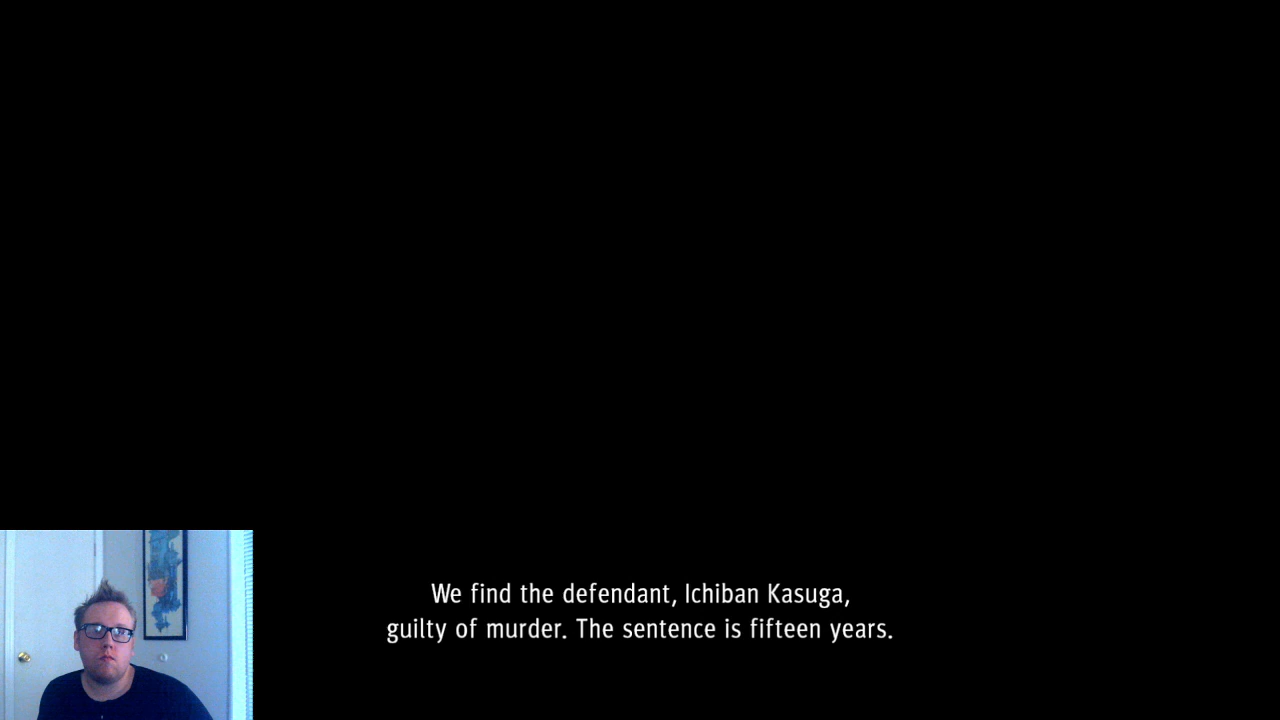 We find the defendant, Ichiban Kasuga,
guilty of murder. The sentence is fifteen years.